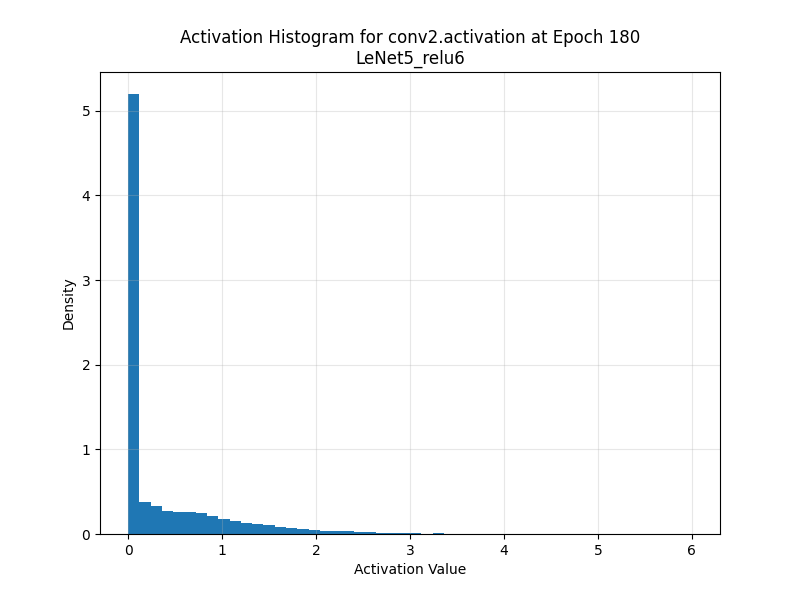 Activation Histogram for conv2.activation at Epoch 180
LeNet5_relu6
5
4
3
2
1
0
Density
0 1 2 3 4 5 6
Activation Value